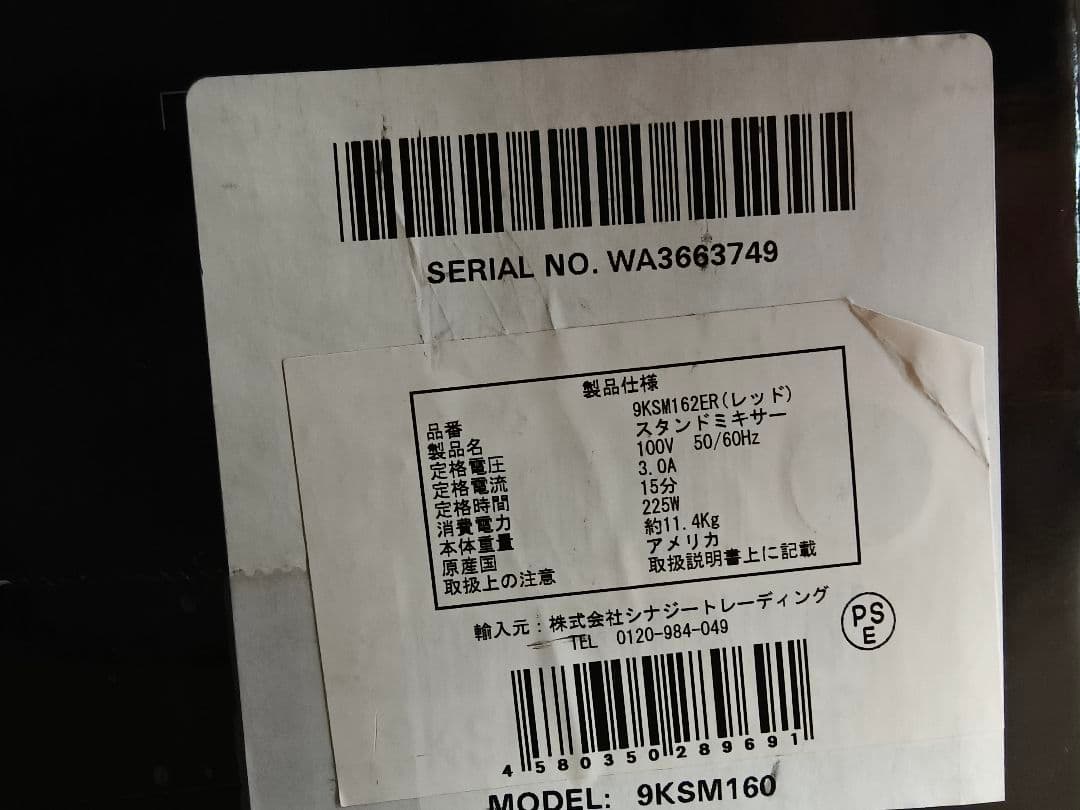 SERIAL NO. WA3663749
製品仕様
品番 9KSM162ER(レッド)
製品名 スタンドミキサー
定格電圧 100V 50/60Hz
定格電流 3.0A
定格時間 15分
消費電力 225W
本体重量 約11.4Kg
原産国 アメリカ
取扱上の注意 取扱説明書上に記載
輸入元:株式会社シナジートレーディング
TEL 0120-984-049
PS
E
4 580350 289691
MODEL: 9KSM160